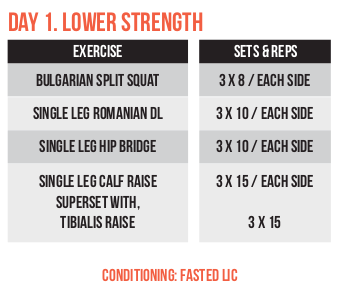 DAY 1. LOWER STRENGTH
EXERCISE SETS & REPS
BULGARIAN SPLIT SQUAT 3 X 8 / EACH SIDE
SINGLE LEG ROMANIAN DL 3 X 10 / EACH SIDE
SINGLE LEG HIP BRIDGE 3 X 10 / EACH SIDE
SINGLE LEG CALF RAISE 3 X 15 / EACH SIDE
SUPERSET WITH,
TIBIALIS RAISE 3 X 15
CONDITIONING: FASTED LIC